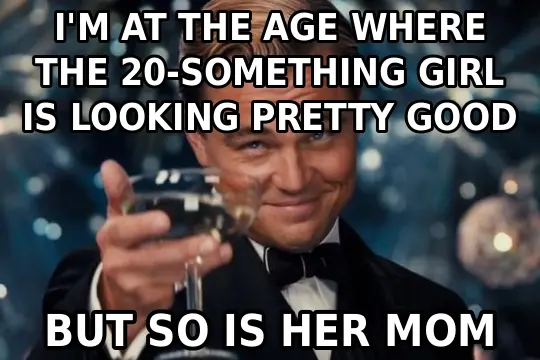 I'M AT THE AGE WHERE
THE 20-SOMETHING GIRL
IS LOOKING PRETTY GOOD
BUT SO IS HER MOM